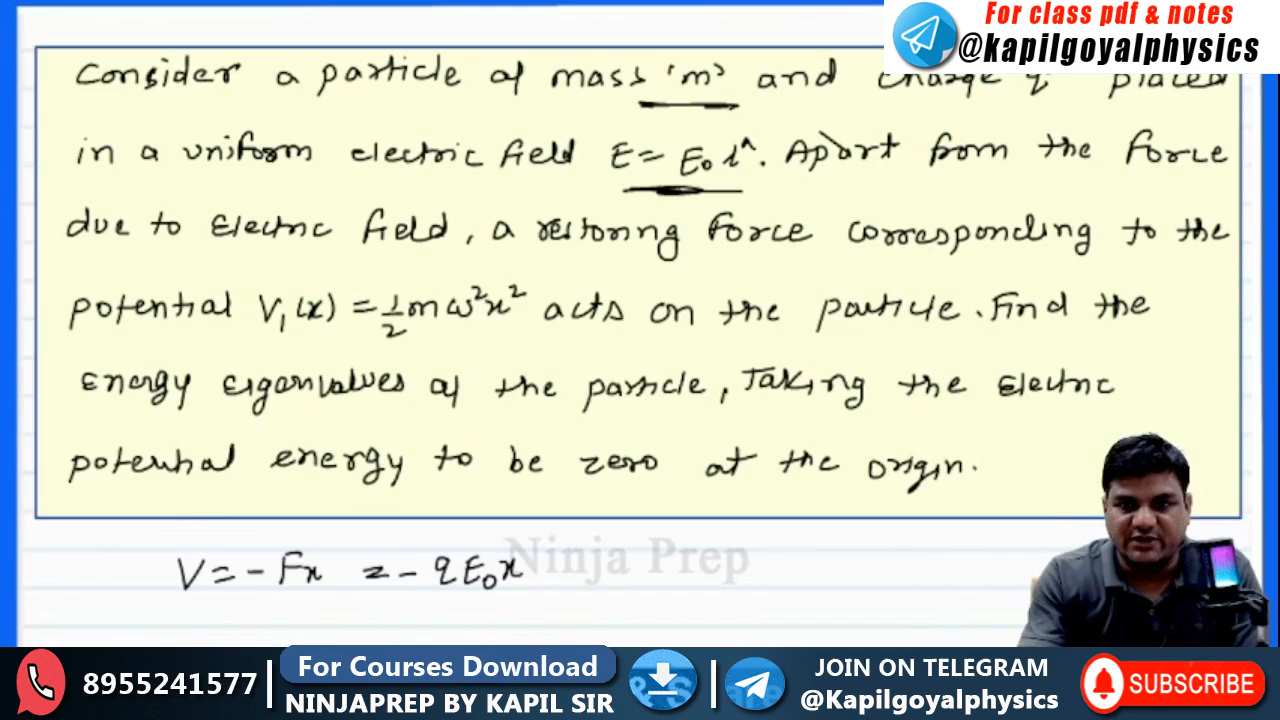 For class pdf & notes
@kapilgoyalphysics
Consider a particle of mass 'm' and charge q placed
in a uniform electric field E = E₀ î. Apart from the force
due to Electric field, a restoring force corresponding to the
potential V₁(x) = 1/2 mω²x² acts on the particle. Find the
energy eigenvalues of the particle, Taking the Electric
potential energy to be zero at the origin.
V = - Fx = - qE₀x
Ninja Prep
8955241577
For Courses Download
NINJAPREP BY KAPIL SIR
JOIN ON TELEGRAM
@Kapilgoyalphysics
SUBSCRIBE